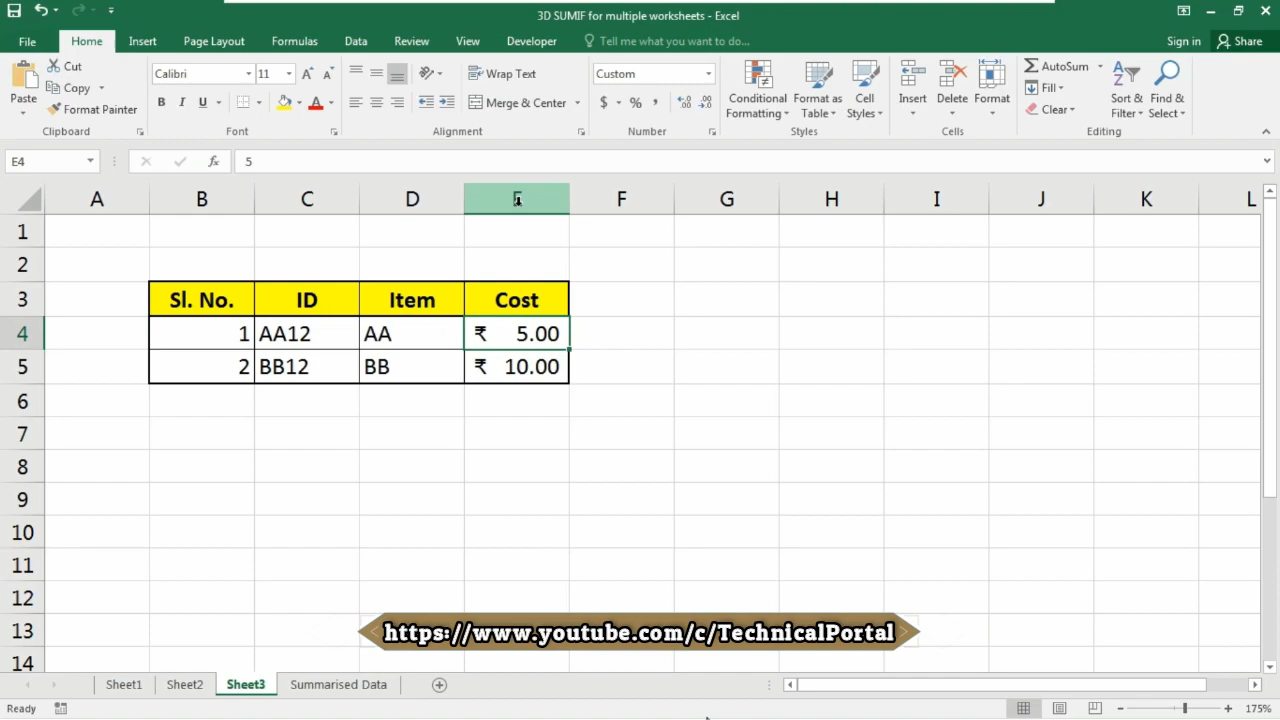 3D SUMIF for multiple worksheets - Excel
File Home Insert Page Layout Formulas Data Review View Developer Tell me what you want to do... Sign in Share
Paste Cut Copy Format Painter
Clipboard
Calibri 11 A A
B I U A
Font
Wrap Text
Merge & Center
Alignment
Custom
$ % , .0 .00 .00 .0
Number
Conditional Formatting Format as Table Cell Styles
Styles
Insert Delete Format
Cells
AutoSum Fill Clear Sort & Filter Find & Select
Editing
E4 fx 5
A B C D E F G H I J K L
1
2
3 Sl. No. ID Item Cost
4 1 AA12 AA ₹ 5.00
5 2 BB12 BB ₹ 10.00
6
7
8
9
10
11
12
13 https://www.youtube.com/c/TechnicalPortal
14
Sheet1 Sheet2 Sheet3 Summarised Data
Ready 175%